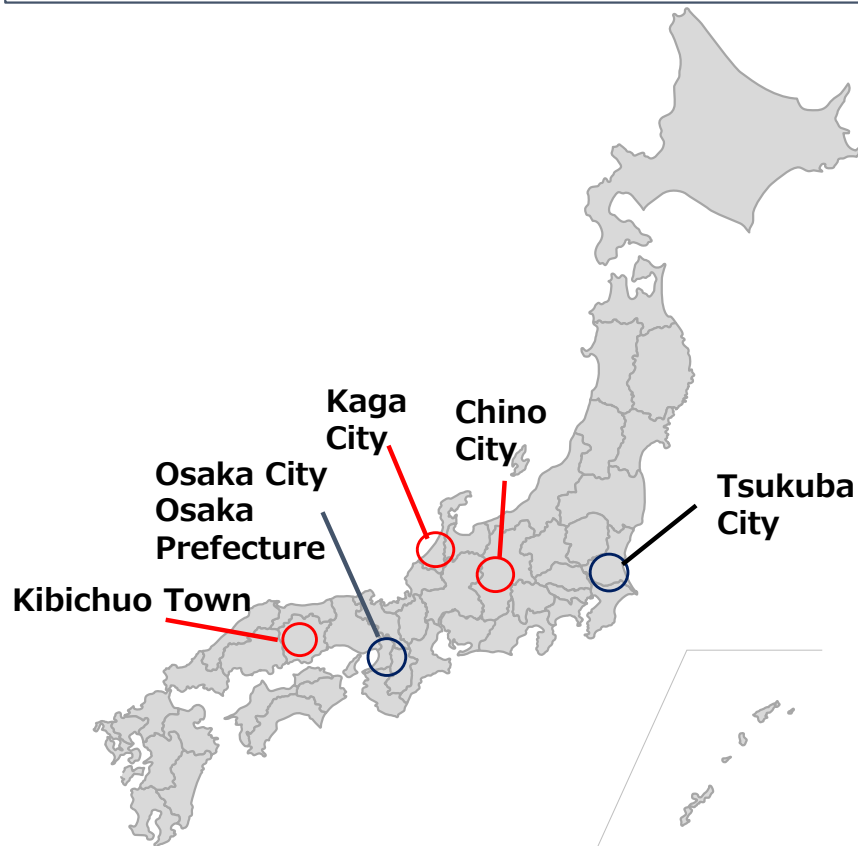 Kaga
City
Chino
City
Osaka City
Osaka
Prefecture
Tsukuba
City
Kibichuo Town